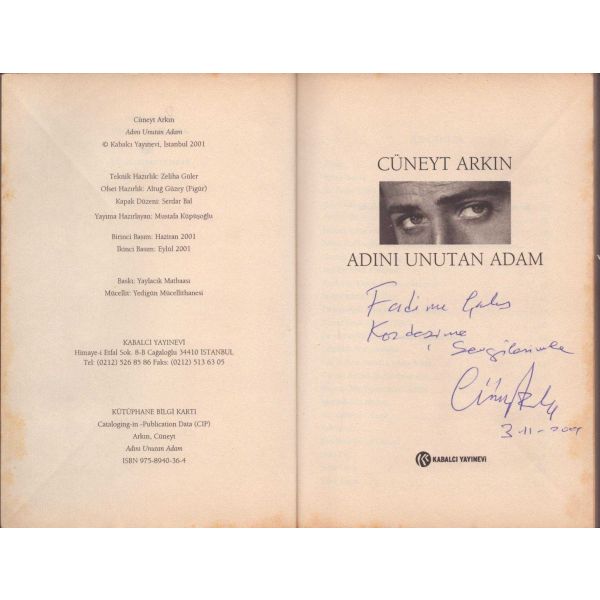 Cüneyt Arkın
Adını Unutan Adam
© Kabalcı Yayınevi, İstanbul 2001
Teknik Hazırlık: Zeliha Güler
Ofset Hazırlık: Altuğ Güzey (Figür)
Kapak Düzeni: Serdar Bal
Yayıma Hazırlayan: Mustafa Küpüşoğlu
Birinci Basım: Haziran 2001
İkinci Basım: Eylül 2001
Baskı: Yaylacık Matbaası
Mücellit: Yedigün Mücellithanesi
KABALCI YAYINEVİ
Himaye-i Etfal Sok. 8-B Cağaloğlu 34410 İSTANBUL
Tel: (0212) 526 85 86 Faks: (0212) 513 63 05
KÜTÜPHANE BİLGİ KARTI
Cataloging-in -Publication Data (CIP)
Arkın, Cüneyt
Adını Unutan Adam
ISBN 975-8940-36-4
CÜNEYT ARKIN
ADINI UNUTAN ADAM
Fadime
Kardeşime
Sevgilerimle
3-11-2001
KABALCI YAYINEVİ